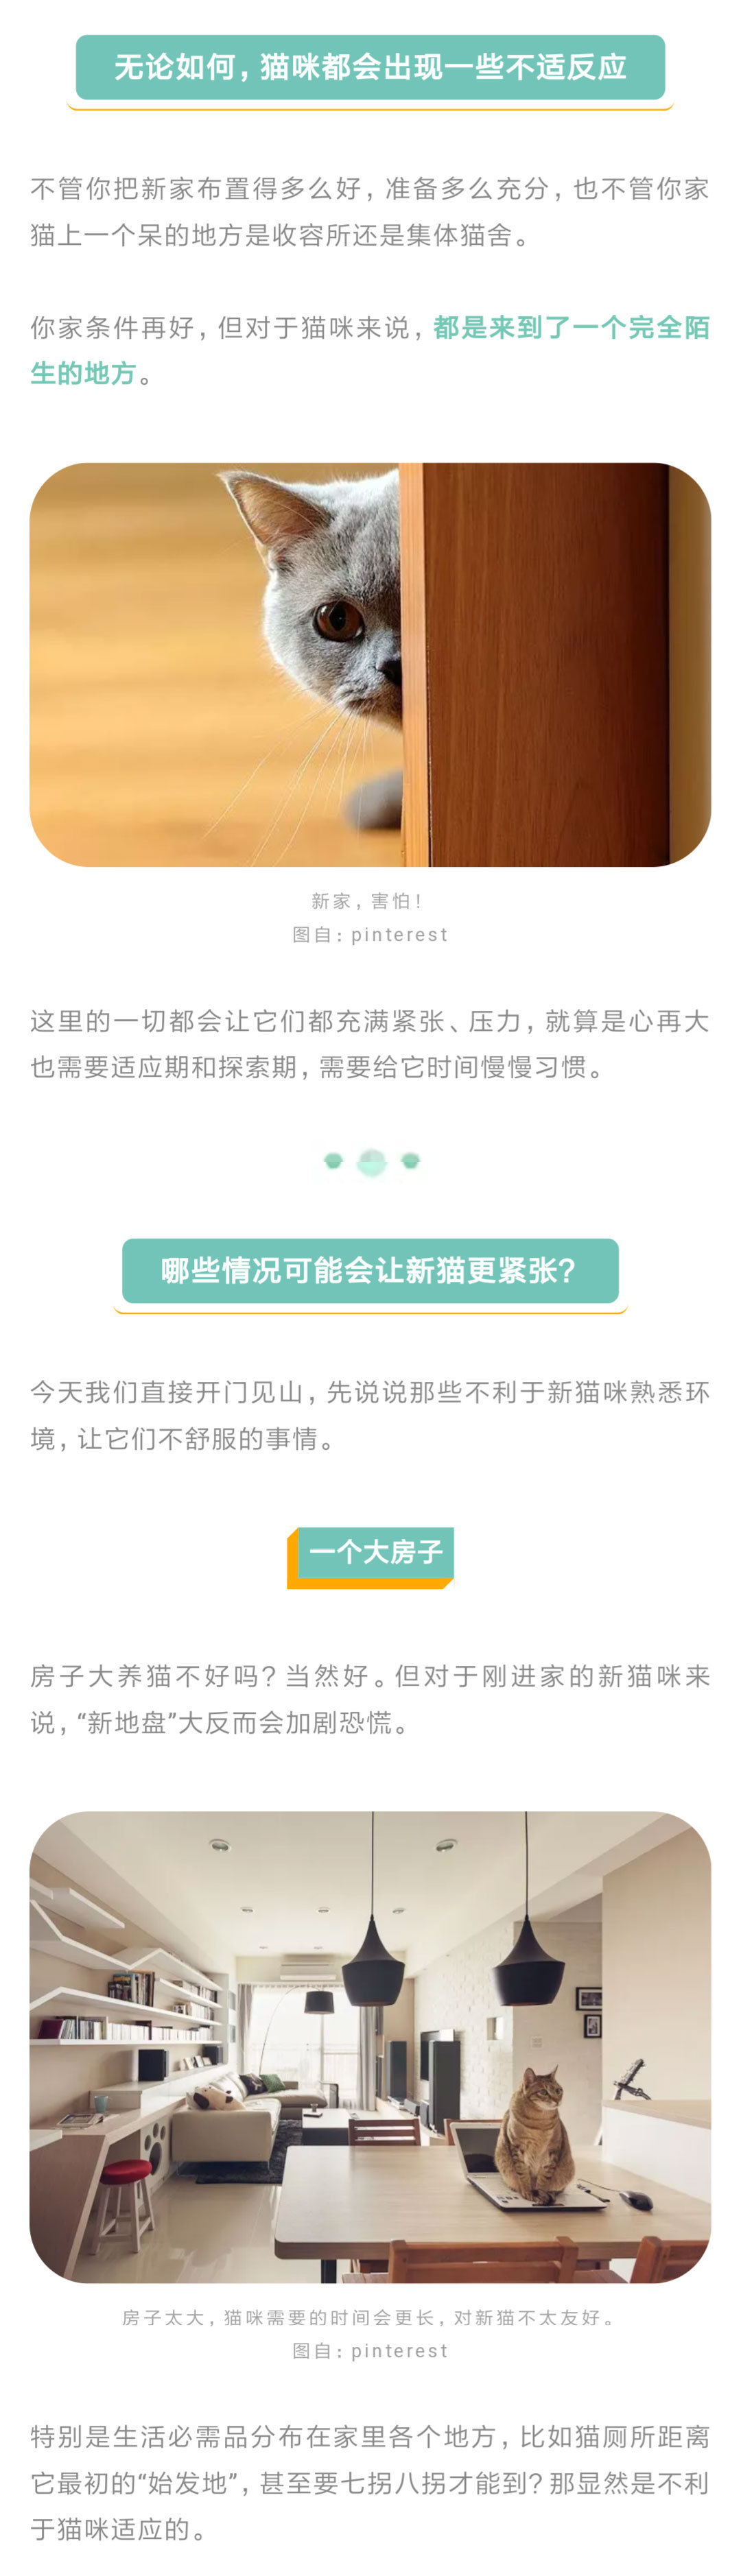 无论如何，猫咪都会出现一些不适反应
不管你把新家布置得多么好，准备多么充分，也不管你家
猫上一个呆的地方是收容所还是集体猫舍。
你家条件再好，但对于猫咪来说，都是来到了一个完全陌
生的地方。
新家，害怕！
图自：pinterest
这里的一切都会让它们都充满紧张、压力，就算是心再大
也需要适应期和探索期，需要给它时间慢慢习惯。
哪些情况可能会让新猫更紧张？
今天我们直接开门见山，先说说那些不利于新猫咪熟悉环
境，让它们不舒服的事情。
一个大房子
房子大养猫不好吗？当然好。但对于刚进家的新猫咪来
说，“新地盘”大反而会加剧恐慌。
房子太大，猫咪需要的时间会更长，对新猫不太友好。
图自：pinterest
特别是生活必需品分布在家里各个地方，比如猫厕所距离
它最初的“始发地”，甚至要七拐八拐才能到？那显然是不利
于猫咪适应的。